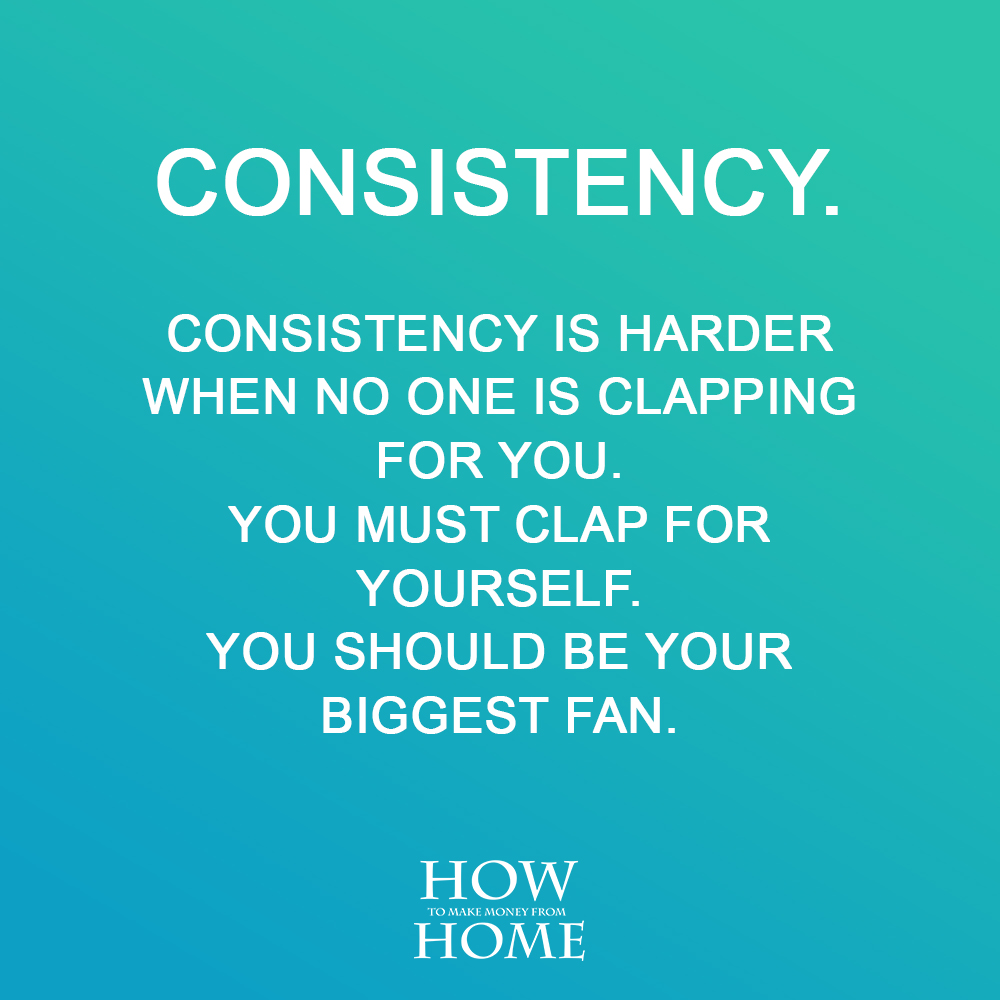 CONSISTENCY.
CONSISTENCY IS HARDER
WHEN NO ONE IS CLAPPING
FOR YOU.
YOU MUST CLAP FOR
YOURSELF.
YOU SHOULD BE YOUR
BIGGEST FAN.
HOW
TO MAKE MONEY FROM
HOME